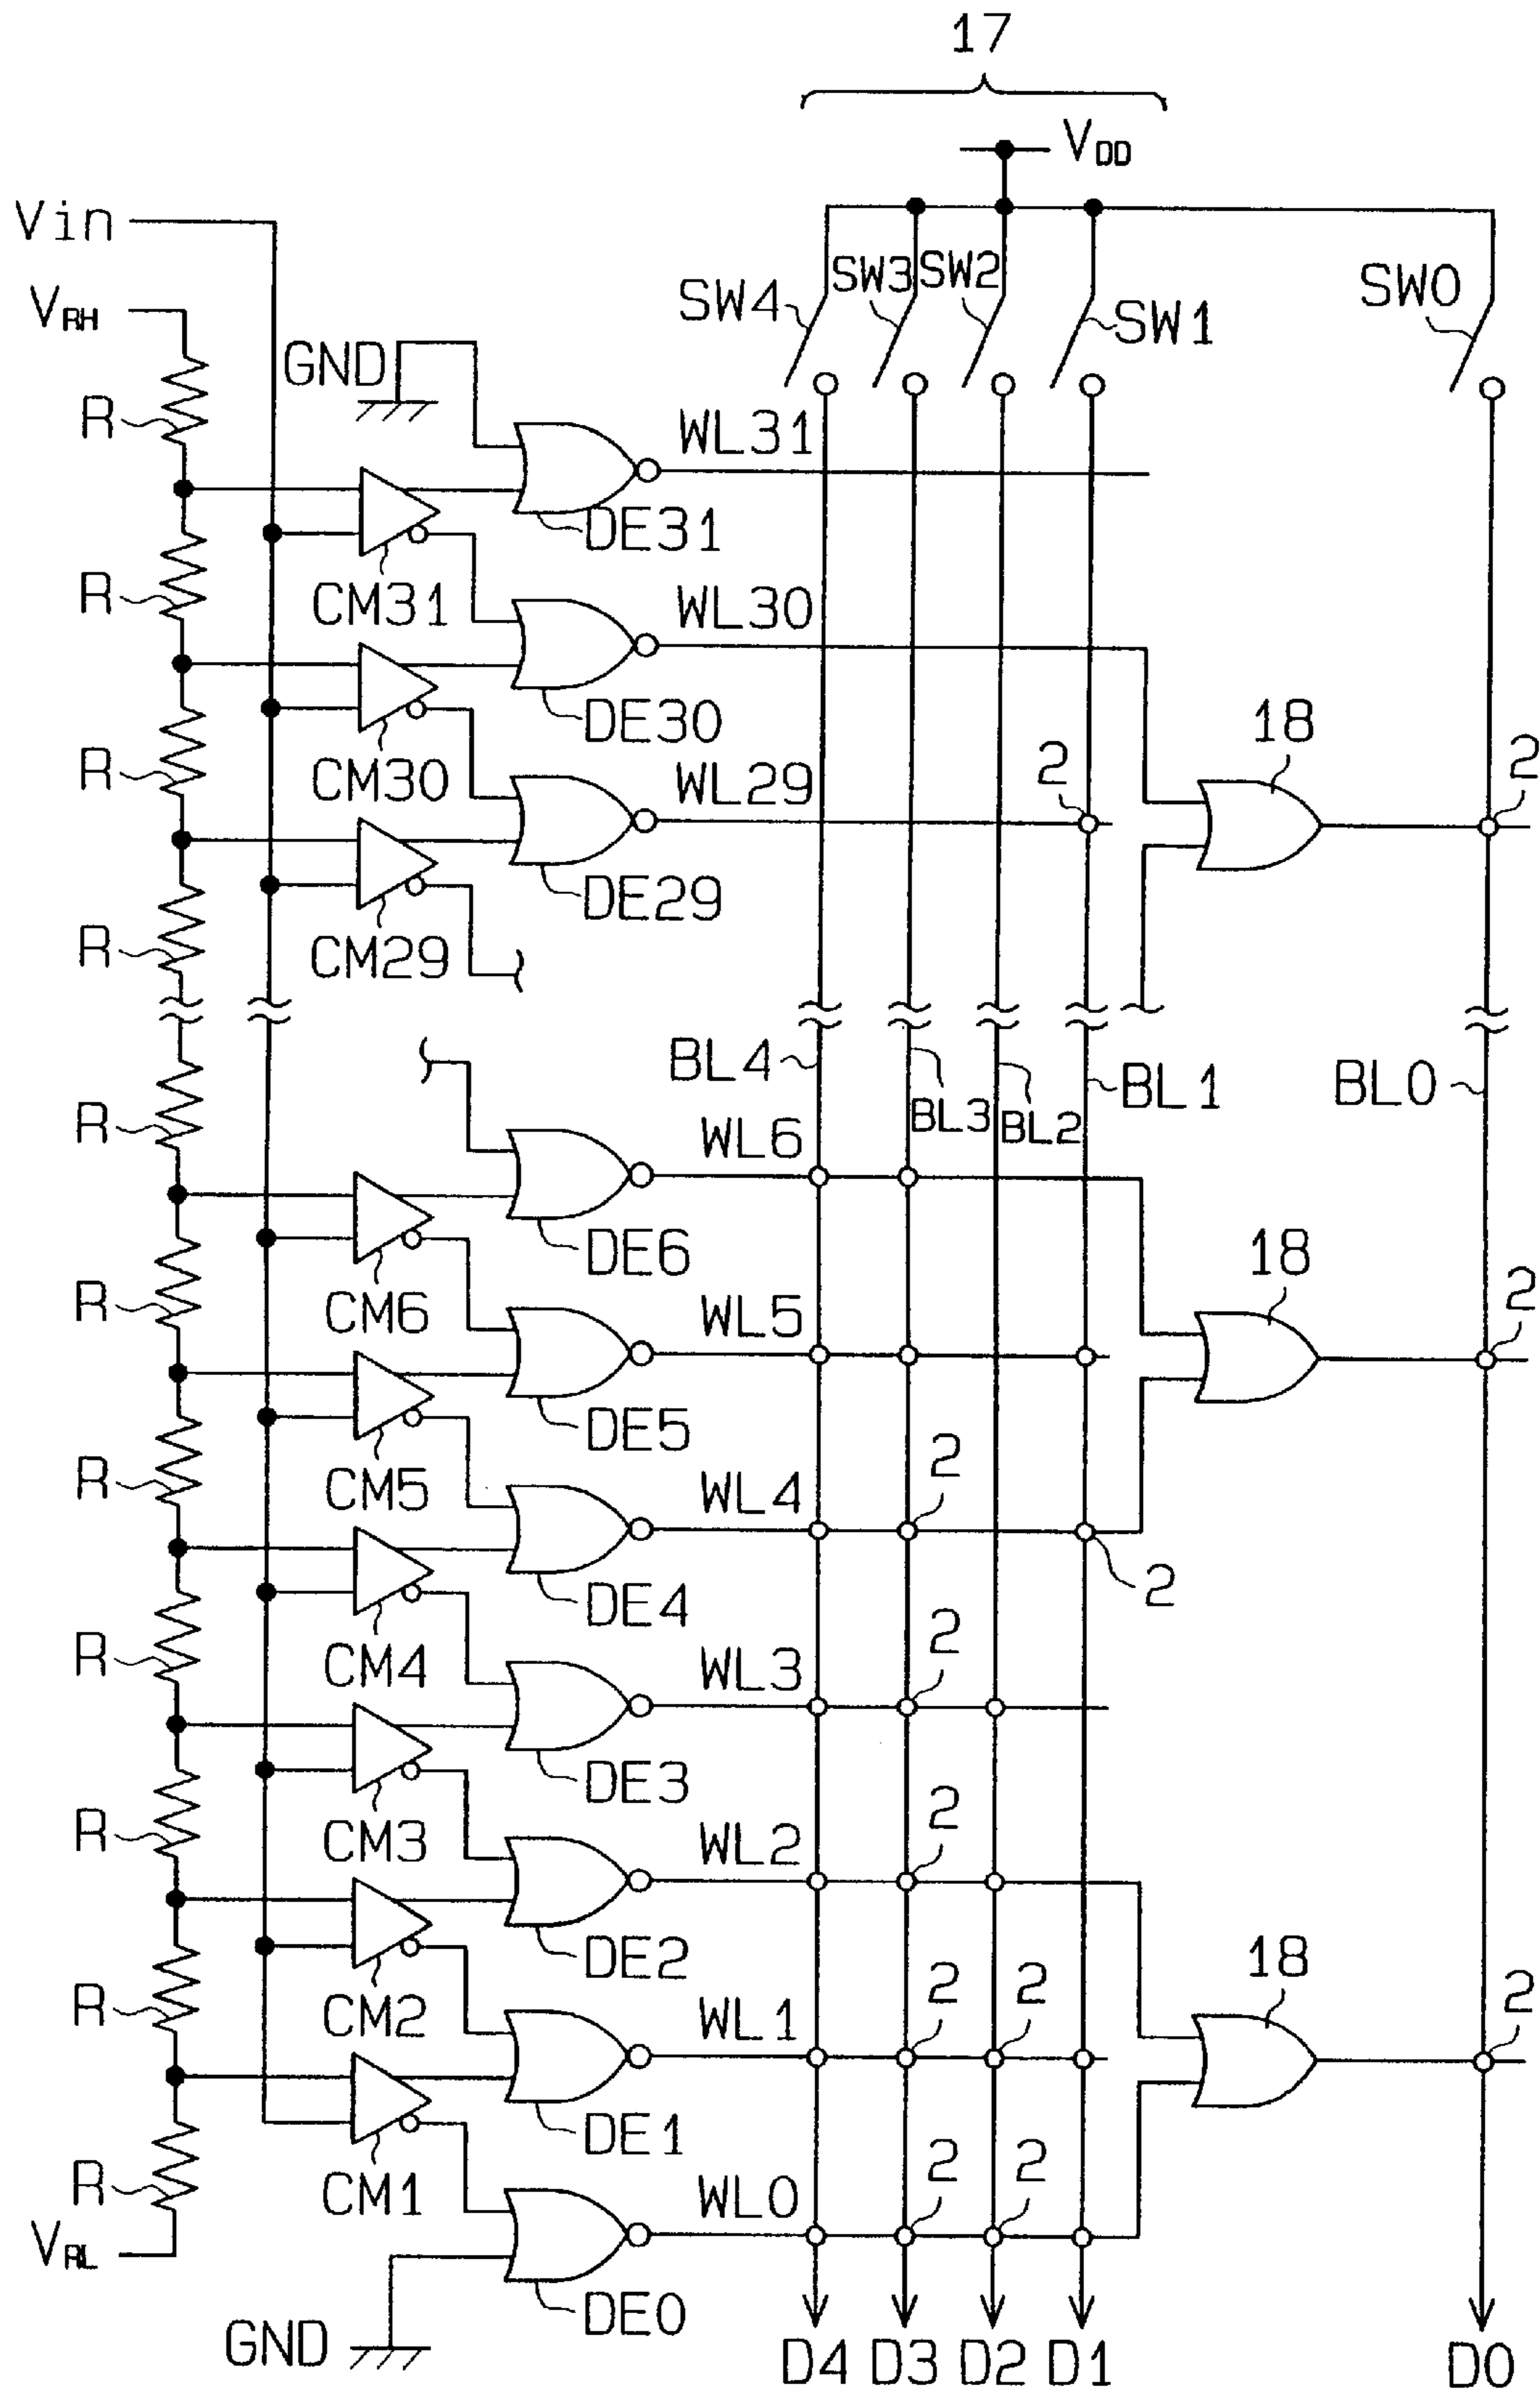 17
VDD
Vin
VRH
SW4
SW3
SW2
SW1
SW0
GND
R
WL31
DE31
CM31
R
WL30
DE30
CM30
R
WL29
2
18
2
DE29
CM29
R
BL4
BL3
BL2
BL1
BL0
R
WL6
DE6
CM6
18
2
R
WL5
DE5
CM5
R
2
WL4
2
DE4
CM4
R
2
WL3
DE3
CM3
R
2
WL2
DE2
CM2
R
2
2
18
2
WL1
DE1
CM1
R
2
2
WL0
VRL
DE0
GND
D4
D3
D2
D1
D0